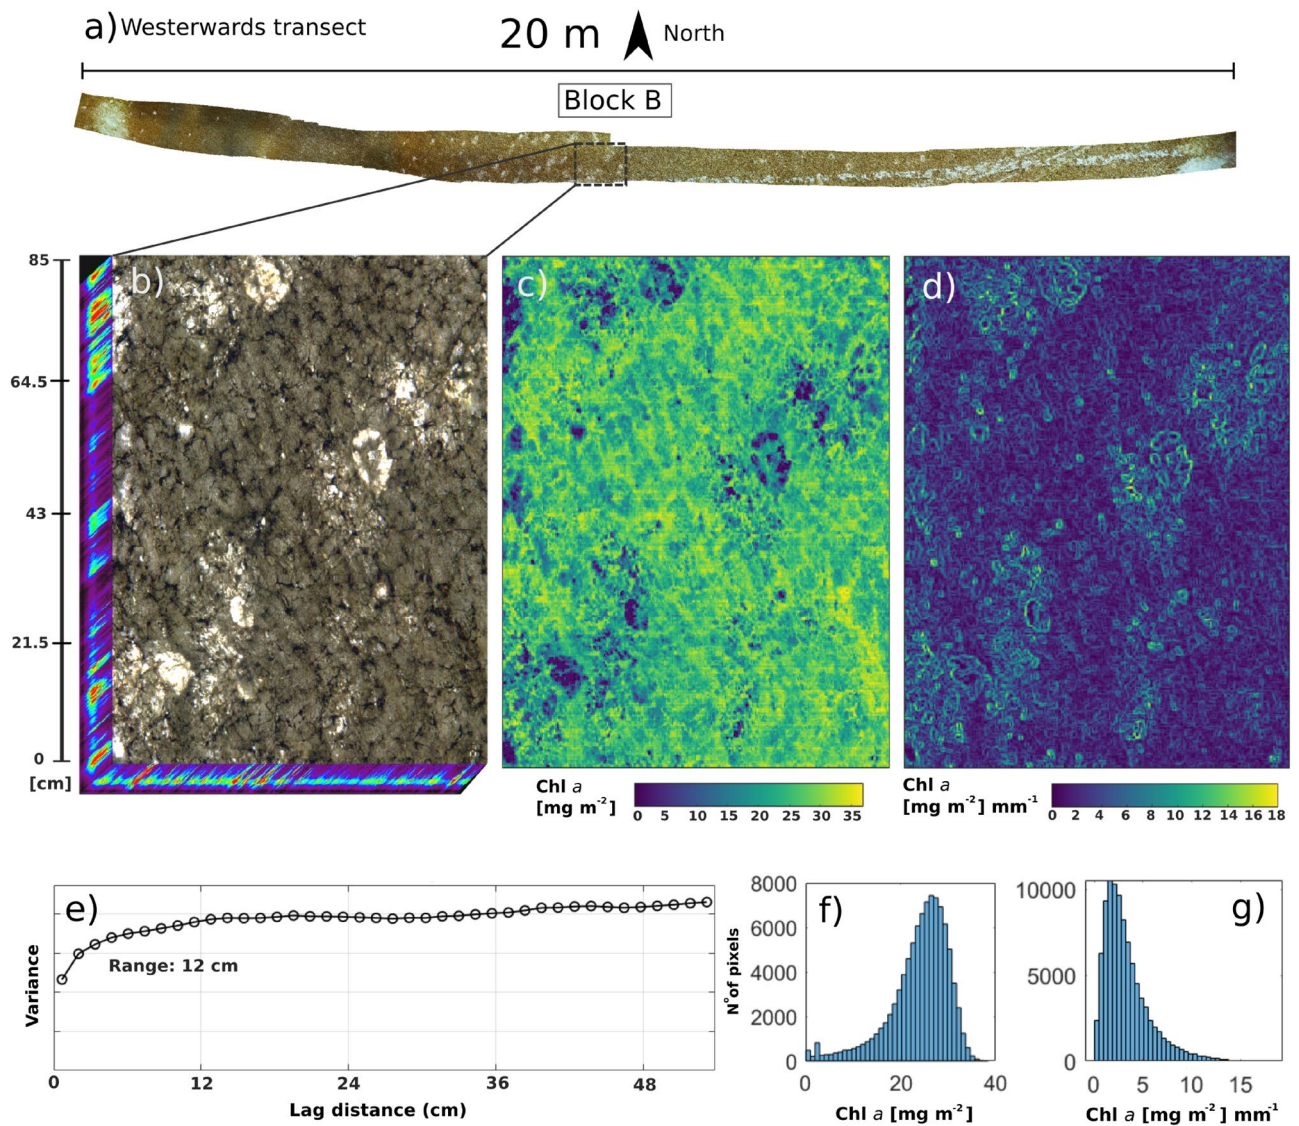 a) Westerwards transect
20 m
North
Block B
b)
c)
d)
85
64.5
43
21.5
0
[cm]
Chl a
[mg m⁻²]
0 5 10 15 20 25 30 35
Chl a
[mg m⁻²] mm⁻¹
0 2 4 6 8 10 12 14 16 18
e)
Range: 12 cm
Variance
0 12 24 36 48
Lag distance (cm)
f)
N°of pixels
8000
6000
4000
2000
0
0 20 40
Chl a [mg m⁻²]
g)
10000
5000
0
0 5 10 15
Chl a [mg m⁻²] mm⁻¹